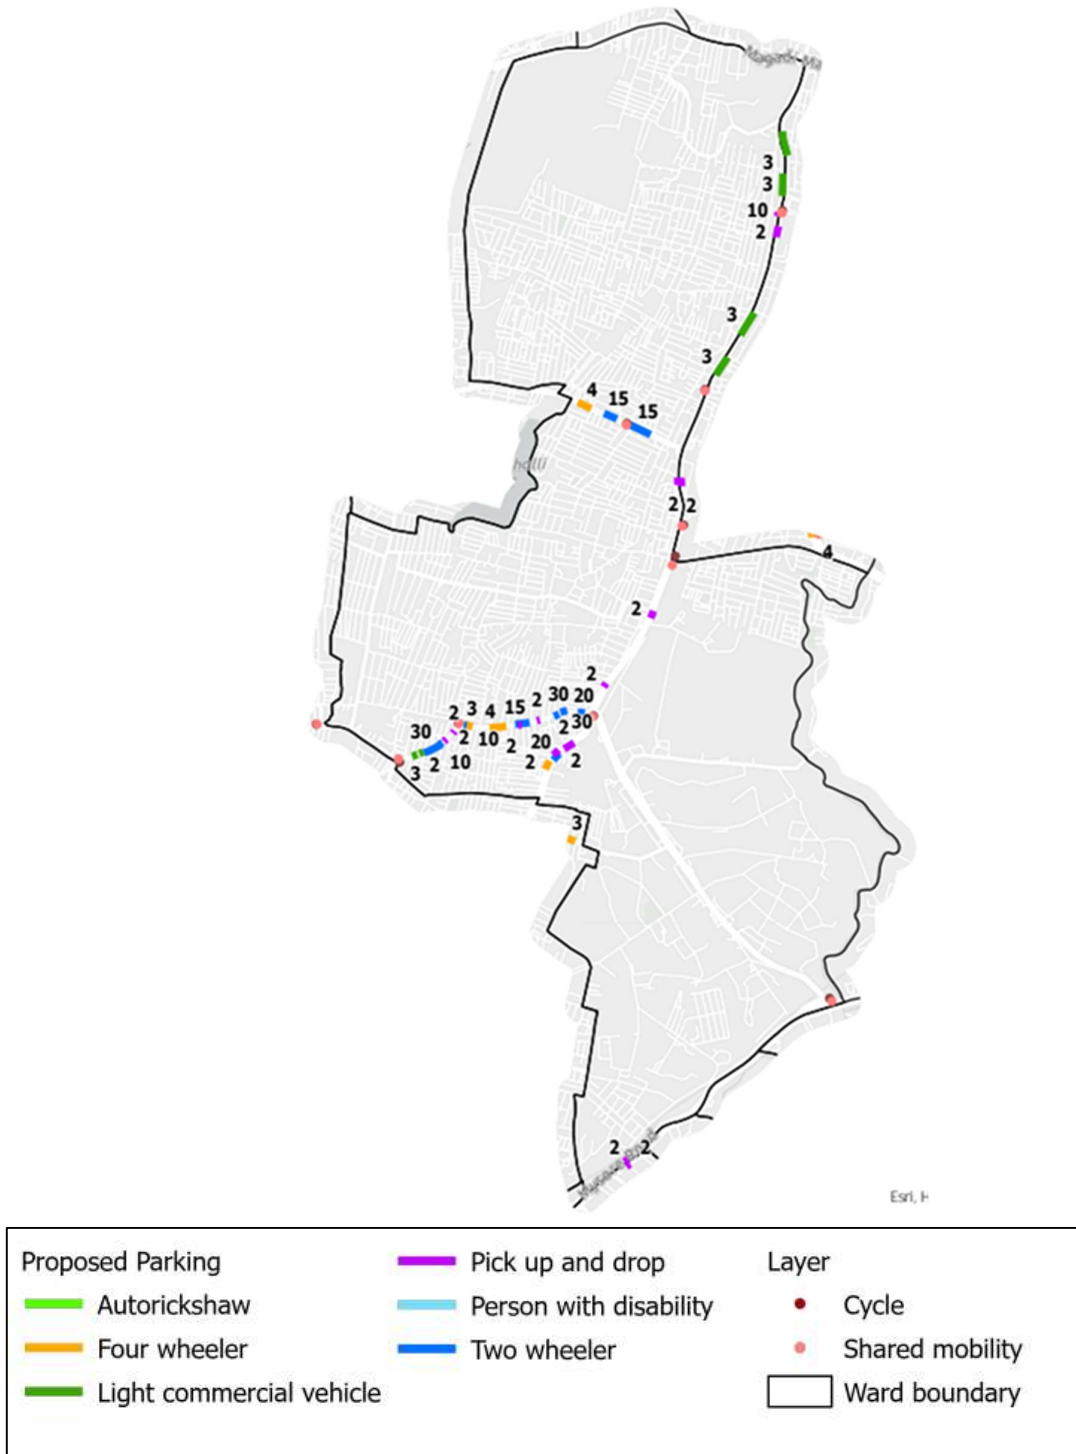 Magadi Ma
3
3
10
2
3
3
4
15
15
halli
2 2
4
2
2
2 3 4 15 2 30 20
30 2 10 2 20 2 30
3 2 10 2 2
3
2 2
Esri, H
Proposed Parking
Autorickshaw
Four wheeler
Light commercial vehicle
Pick up and drop
Person with disability
Two wheeler
Layer
Cycle
Shared mobility
Ward boundary